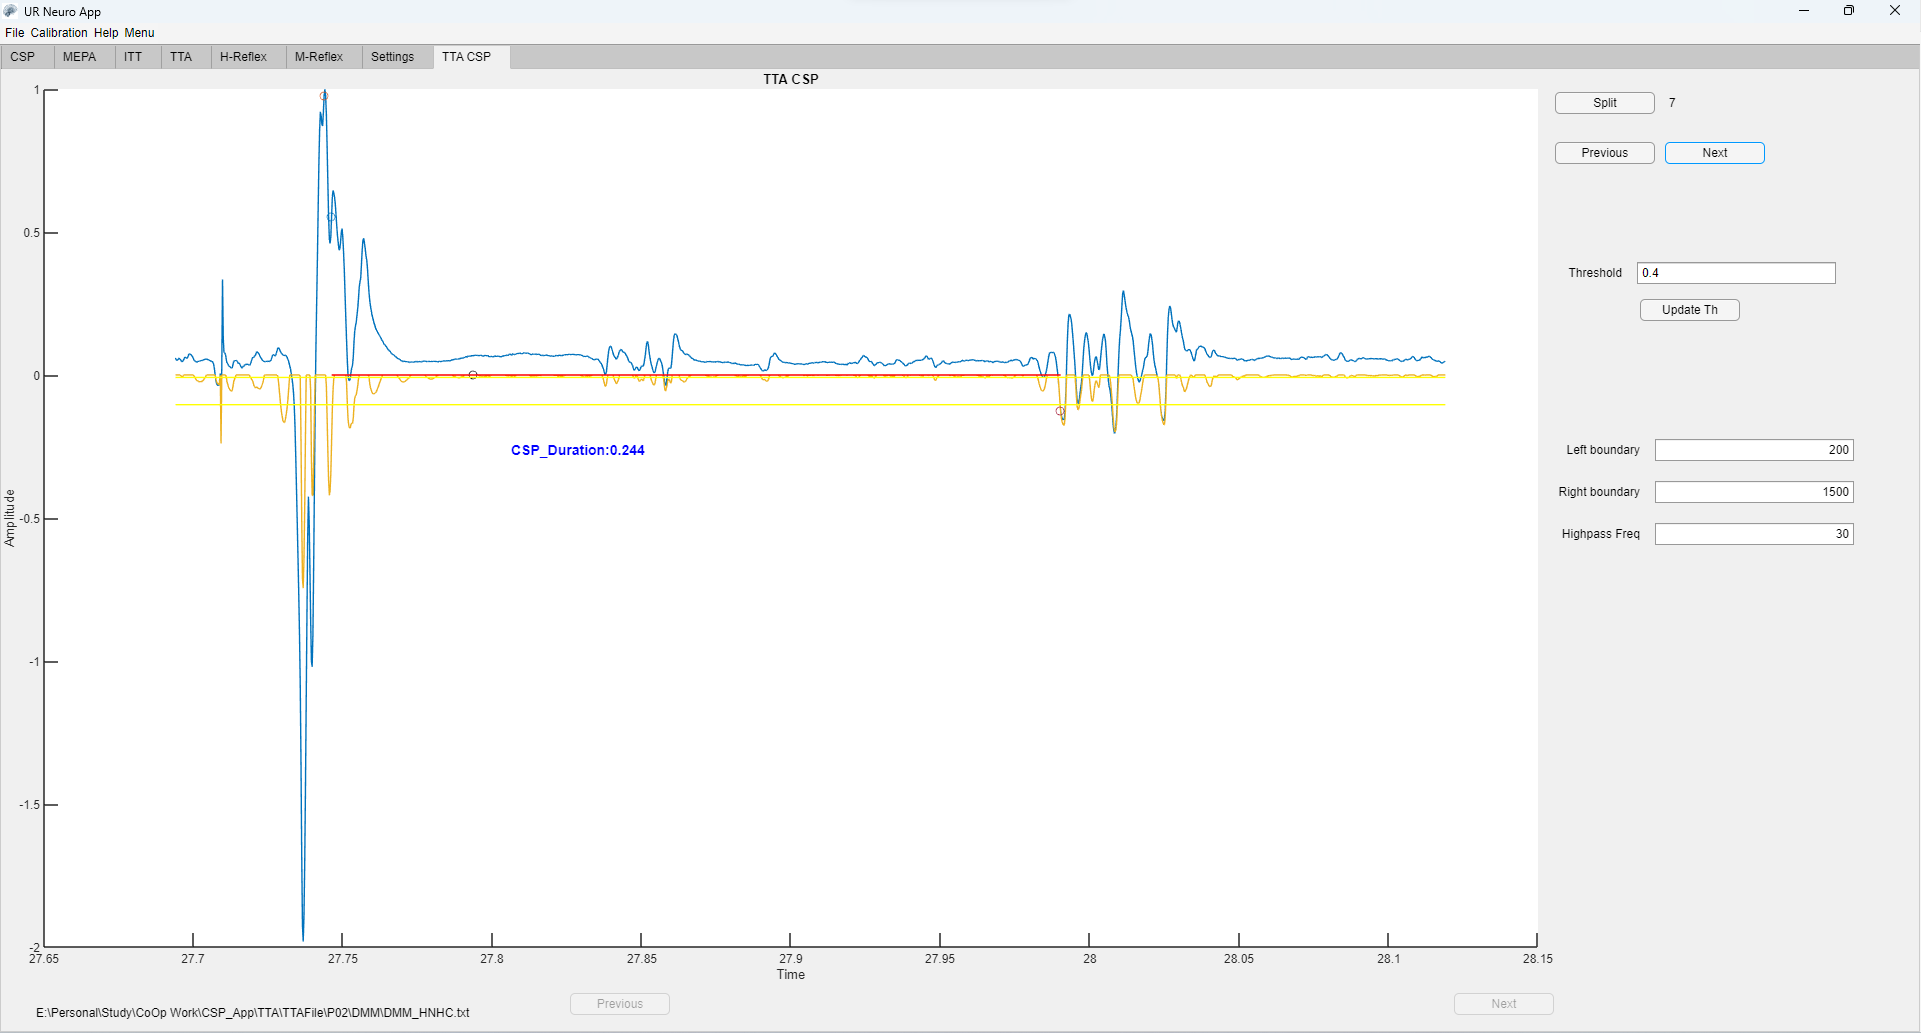 UR Neuro App
File Calibration Help Menu
CSP MEPA ITT TTA H-Reflex M-Reflex Settings TTA CSP
TTA CSP
Split 7
Previous Next
Threshold 0.4
Update Th
Left boundary 200
Right boundary 1500
Highpass Freq 30
1
0.5
0
-0.5
-1
-1.5
-2
Amplitude
CSP_Duration:0.244
27.65 27.7 27.75 27.8 27.85 27.9 27.95 28 28.05 28.1 28.15
Time
Previous Next
E:\Personal\Study\CoOp Work\CSP_App\TTA\TTAFile\P02\DMM\DMM_HNHC.txt